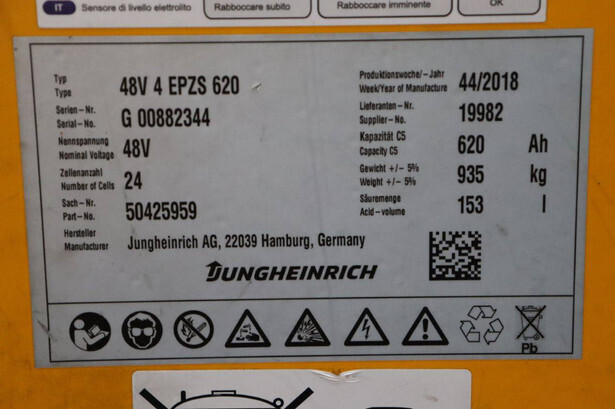 IT Sensore di livello elettrolito
Rabboccare subito
Rabboccare imminente
OK
Typ
Type
48V 4 EPZS 620
Serien-Nr.
Serial-No.
G 00882344
Nennspannung
Nominal Voltage
48V
Zellenanzahl
Number of Cells
24
Sach-Nr.
Part-No.
50425959
Hersteller
Manufacturer
Jungheinrich AG, 22039 Hamburg, Germany
Produktionswoche/-Jahr
Week/Year of Manufacture
44/2018
Lieferanten-Nr.
Supplier-No.
19982
Kapazität C5
Capacity C5
620 Ah
Gewicht +/- 5%
Weight +/- 5%
935 kg
Säuremenge
Acid-volume
153 l
JUNGHEINRICH
Pb